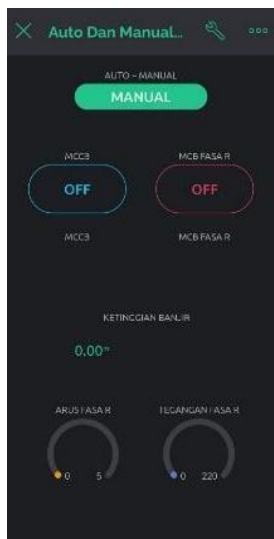 Auto Dan Manual...
AUTO – MANUAL
MANUAL
MCCB MCB FASA R
OFF OFF
MCCB MCB FASA R
KETINGGIAN BANJIR
0.00"
ARUS FASA R TEGANGAN FASA R
0 5 0 220